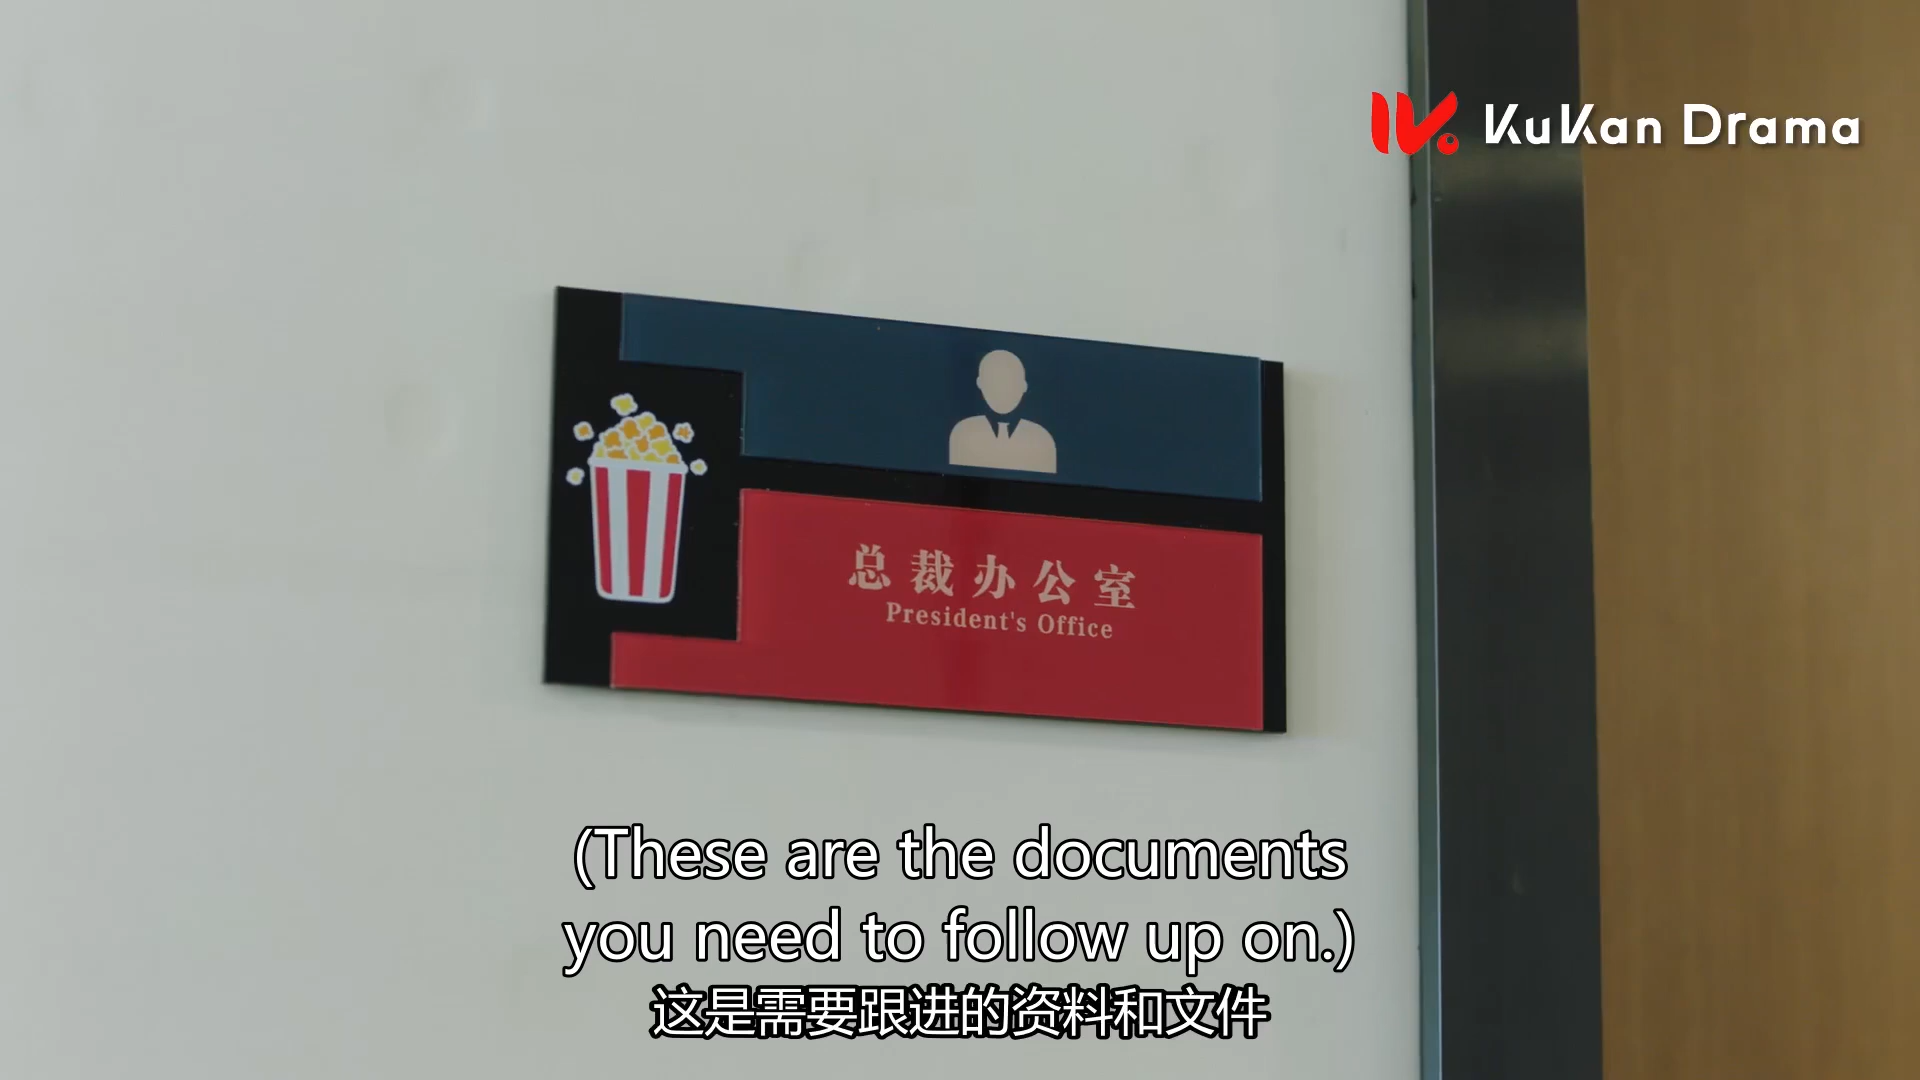 KuKan Drama
总裁办公室
President's Office
(These are the documents
you need to follow up on.)
这是需要跟进的资料和文件